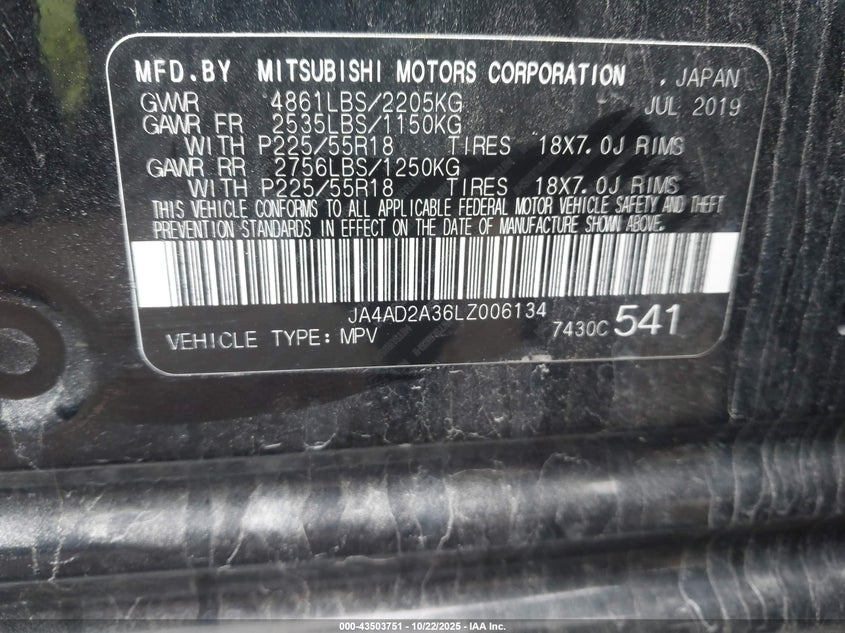 MFD.BY MITSUBISHI MOTORS CORPORATION , JAPAN
GVWR 4861LBS/2205KG JUL 2019
GAWR FR 2535LBS/1150KG
WITH P225/55R18 TIRES 18X7.0J RIMS
GAWR RR 2756LBS/1250KG
WITH P225/55R18 TIRES 18X7.0J RIMS
THIS VEHICLE CONFORMS TO ALL APPLICABLE FEDERAL MOTOR VEHICLE SAFETY AND THEFT
PREVENTION STANDARDS IN EFFECT ON THE DATE OF MANUFACTURE SHOWN ABOVE.
JA4AD2A36LZ006134
VEHICLE TYPE: MPV 7430C 541
000-43503751 - 10/22/2025 - IAA Inc.